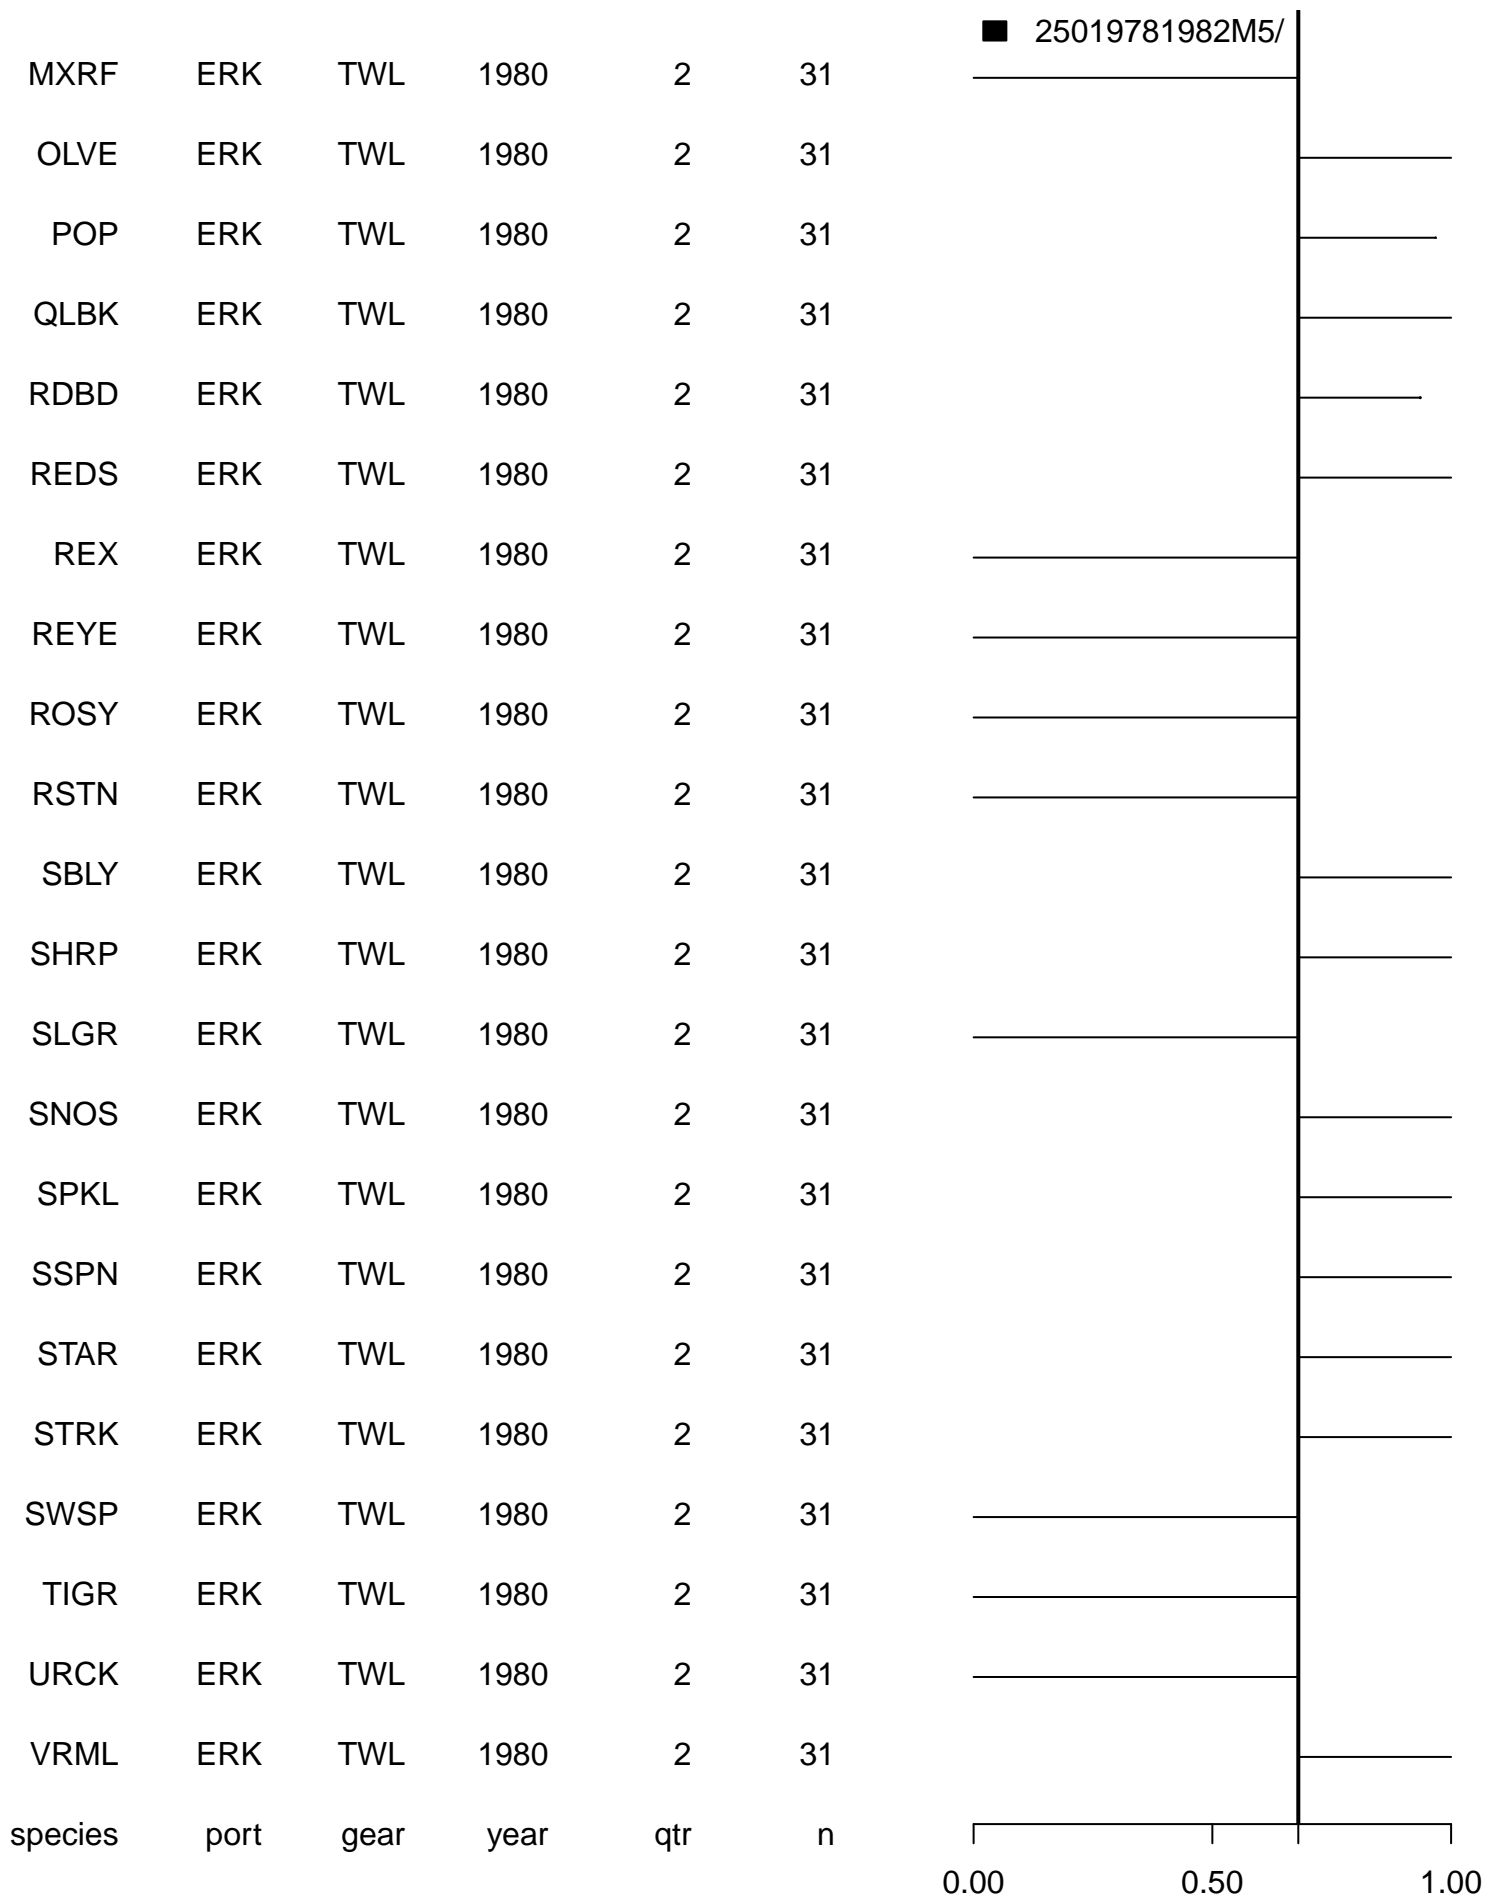 25019781982M5/
MXRF ERK TWL 1980 2 31
OLVE ERK TWL 1980 2 31
POP ERK TWL 1980 2 31
QLBK ERK TWL 1980 2 31
RDBD ERK TWL 1980 2 31
REDS ERK TWL 1980 2 31
REX ERK TWL 1980 2 31
REYE ERK TWL 1980 2 31
ROSY ERK TWL 1980 2 31
RSTN ERK TWL 1980 2 31
SBLY ERK TWL 1980 2 31
SHRP ERK TWL 1980 2 31
SLGR ERK TWL 1980 2 31
SNOS ERK TWL 1980 2 31
SPKL ERK TWL 1980 2 31
SSPN ERK TWL 1980 2 31
STAR ERK TWL 1980 2 31
STRK ERK TWL 1980 2 31
SWSP ERK TWL 1980 2 31
TIGR ERK TWL 1980 2 31
URCK ERK TWL 1980 2 31
VRML ERK TWL 1980 2 31
species port gear year qtr n
0.00 0.50 1.00